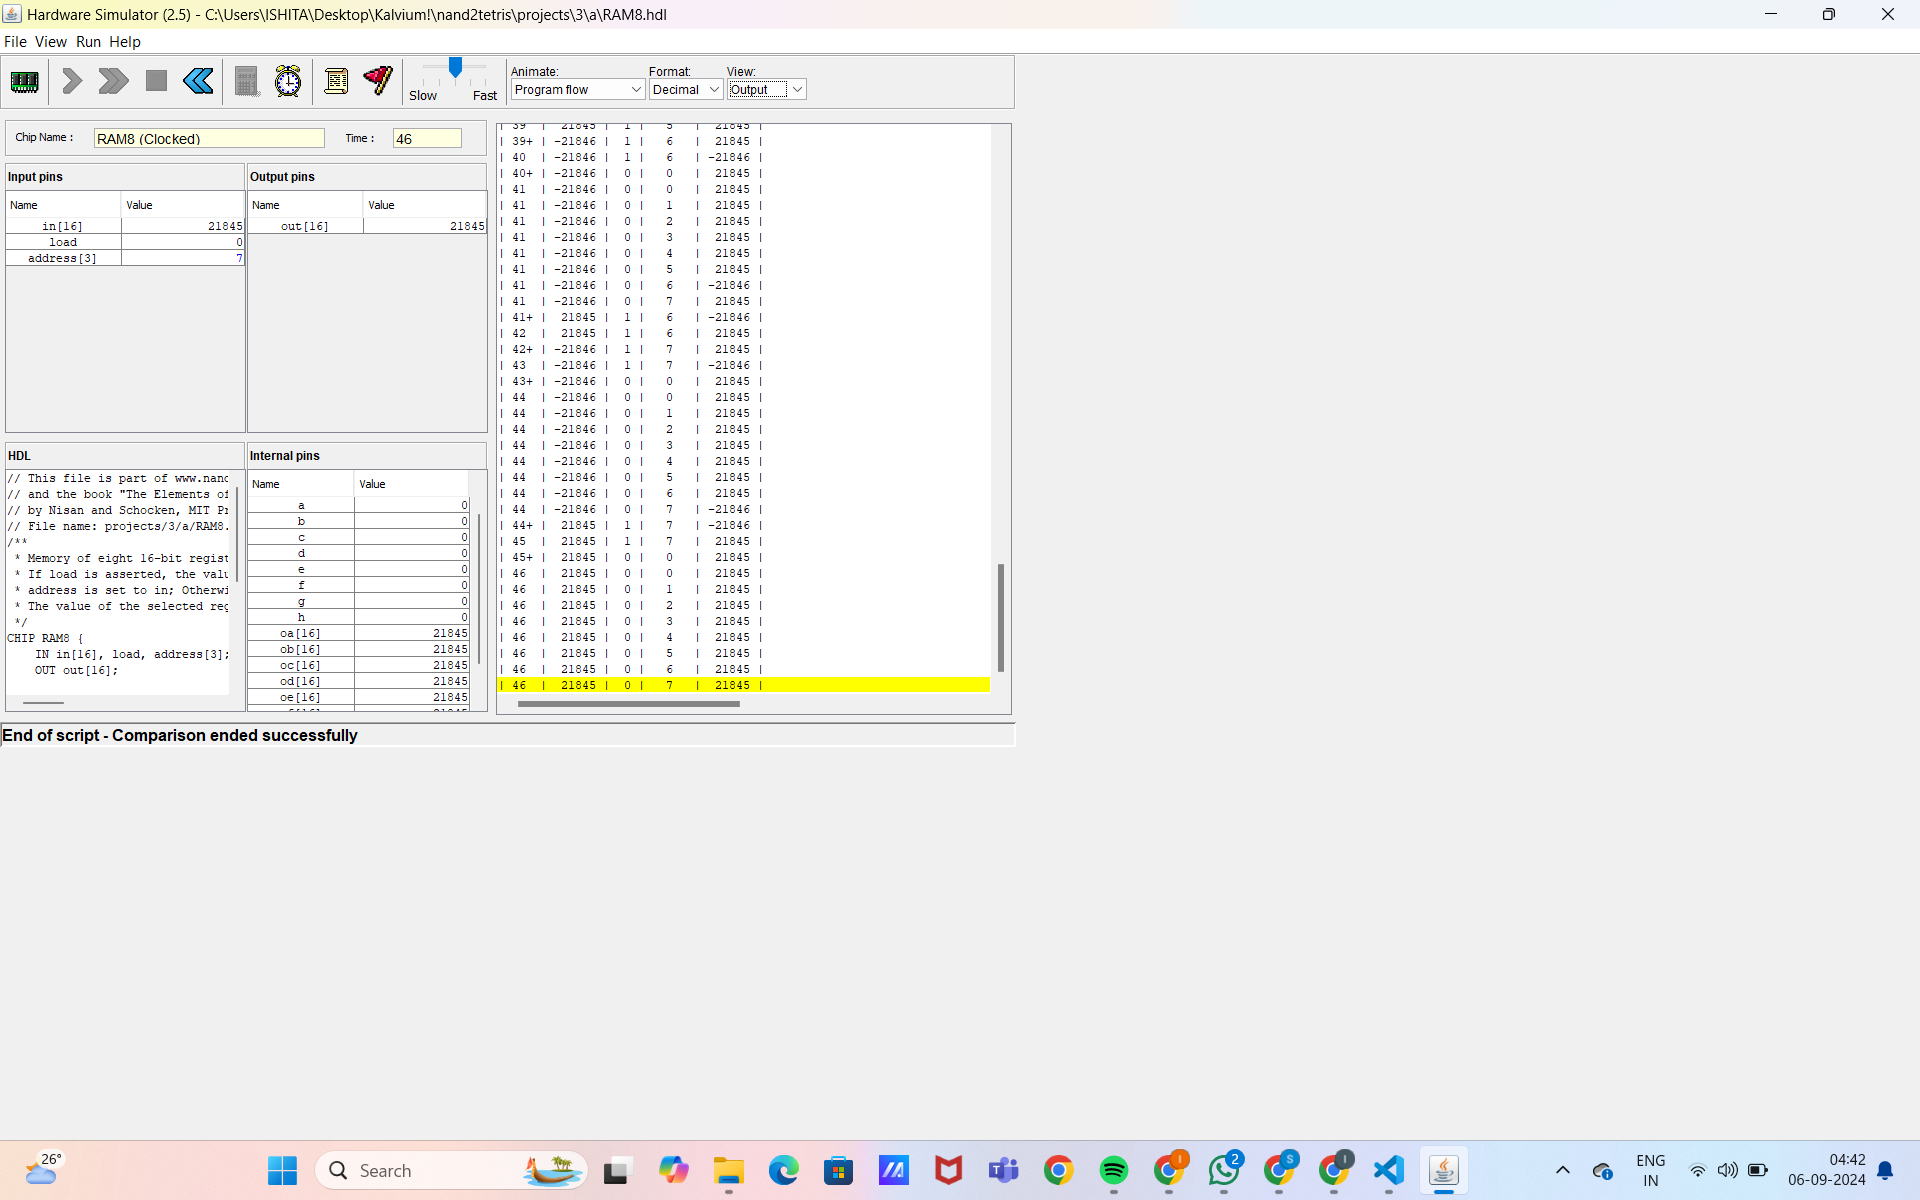 Hardware Simulator (2.5) - C:\Users\ISHITA\Desktop\Kalvium!\nand2tetris\projects\3\a\RAM8.hdl
File View Run Help
Slow Fast
Animate: Format: View:
Program flow Decimal Output
Chip Name : RAM8 (Clocked) Time : 46
Input pins
Name Value
in[16] 21845
load 0
address[3] 7
Output pins
Name Value
out[16] 21845
HDL
// This file is part of www.nand
// and the book "The Elements of
// by Nisan and Schocken, MIT Pr
// File name: projects/3/a/RAM8.
/**
* Memory of eight 16-bit regist
* If load is asserted, the valu
* address is set to in; Otherwi
* The value of the selected reg
*/
CHIP RAM8 {
IN in[16], load, address[3];
OUT out[16];
Internal pins
Name Value
a 0
b 0
c 0
d 0
e 0
f 0
g 0
h 0
oa[16] 21845
ob[16] 21845
oc[16] 21845
od[16] 21845
oe[16] 21845
| 39 | 21845 | 1 | 5 | 21845 |
| 39+ | -21846 | 1 | 6 | 21845 |
| 40 | -21846 | 1 | 6 | -21846 |
| 40+ | -21846 | 0 | 0 | 21845 |
| 41 | -21846 | 0 | 0 | 21845 |
| 41 | -21846 | 0 | 1 | 21845 |
| 41 | -21846 | 0 | 2 | 21845 |
| 41 | -21846 | 0 | 3 | 21845 |
| 41 | -21846 | 0 | 4 | 21845 |
| 41 | -21846 | 0 | 5 | 21845 |
| 41 | -21846 | 0 | 6 | -21846 |
| 41 | -21846 | 0 | 7 | 21845 |
| 41+ | 21845 | 1 | 6 | -21846 |
| 42 | 21845 | 1 | 6 | 21845 |
| 42+ | -21846 | 1 | 7 | 21845 |
| 43 | -21846 | 1 | 7 | -21846 |
| 43+ | -21846 | 0 | 0 | 21845 |
| 44 | -21846 | 0 | 0 | 21845 |
| 44 | -21846 | 0 | 1 | 21845 |
| 44 | -21846 | 0 | 2 | 21845 |
| 44 | -21846 | 0 | 3 | 21845 |
| 44 | -21846 | 0 | 4 | 21845 |
| 44 | -21846 | 0 | 5 | 21845 |
| 44 | -21846 | 0 | 6 | 21845 |
| 44 | -21846 | 0 | 7 | -21846 |
| 44+ | 21845 | 1 | 7 | -21846 |
| 45 | 21845 | 1 | 7 | 21845 |
| 45+ | 21845 | 0 | 0 | 21845 |
| 46 | 21845 | 0 | 0 | 21845 |
| 46 | 21845 | 0 | 1 | 21845 |
| 46 | 21845 | 0 | 2 | 21845 |
| 46 | 21845 | 0 | 3 | 21845 |
| 46 | 21845 | 0 | 4 | 21845 |
| 46 | 21845 | 0 | 5 | 21845 |
| 46 | 21845 | 0 | 6 | 21845 |
| 46 | 21845 | 0 | 7 | 21845 |
End of script - Comparison ended successfully
26°
Search
I
2
S
I
ENG
IN
04:42
06-09-2024